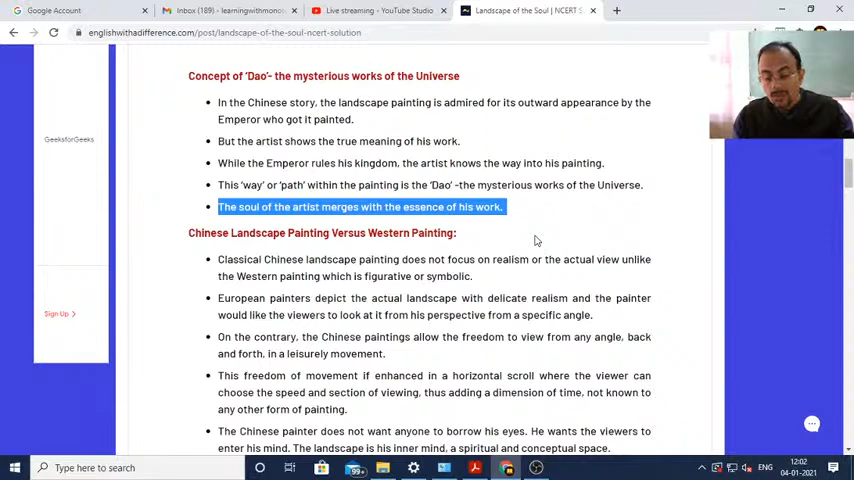 Google Account
Inbox (189) - learningwithmonos
Live streaming - YouTube Studio
Landscape of the Soul | NCERT S
englishwithadifference.com/post/landscape-of-the-soul-ncert-solution
Concept of 'Dao'- the mysterious works of the Universe
In the Chinese story, the landscape painting is admired for its outward appearance by the
Emperor who got it painted.
GeeksforGeeks
But the artist shows the true meaning of his work.
While the Emperor rules his kingdom, the artist knows the way into his painting.
This 'way' or 'path' within the painting is the 'Dao' -the mysterious works of the Universe.
The soul of the artist merges with the essence of his work.
Chinese Landscape Painting Versus Western Painting:
Classical Chinese landscape painting does not focus on realism or the actual view unlike
the Western painting which is figurative or symbolic.
European painters depict the actual landscape with delicate realism and the painter
would like the viewers to look at it from his perspective from a specific angle.
Sign Up >
On the contrary, the Chinese paintings allow the freedom to view from any angle, back
and forth, in a leisurely movement.
This freedom of movement if enhanced in a horizontal scroll where the viewer can
choose the speed and section of viewing, thus adding a dimension of time, not known to
any other form of painting.
The Chinese painter does not want anyone to borrow his eyes. He wants the viewers to
enter his mind. The landscape is his inner mind, a spiritual and conceptual space.
Type here to search
99+
ENG
12:02
04-01-2021